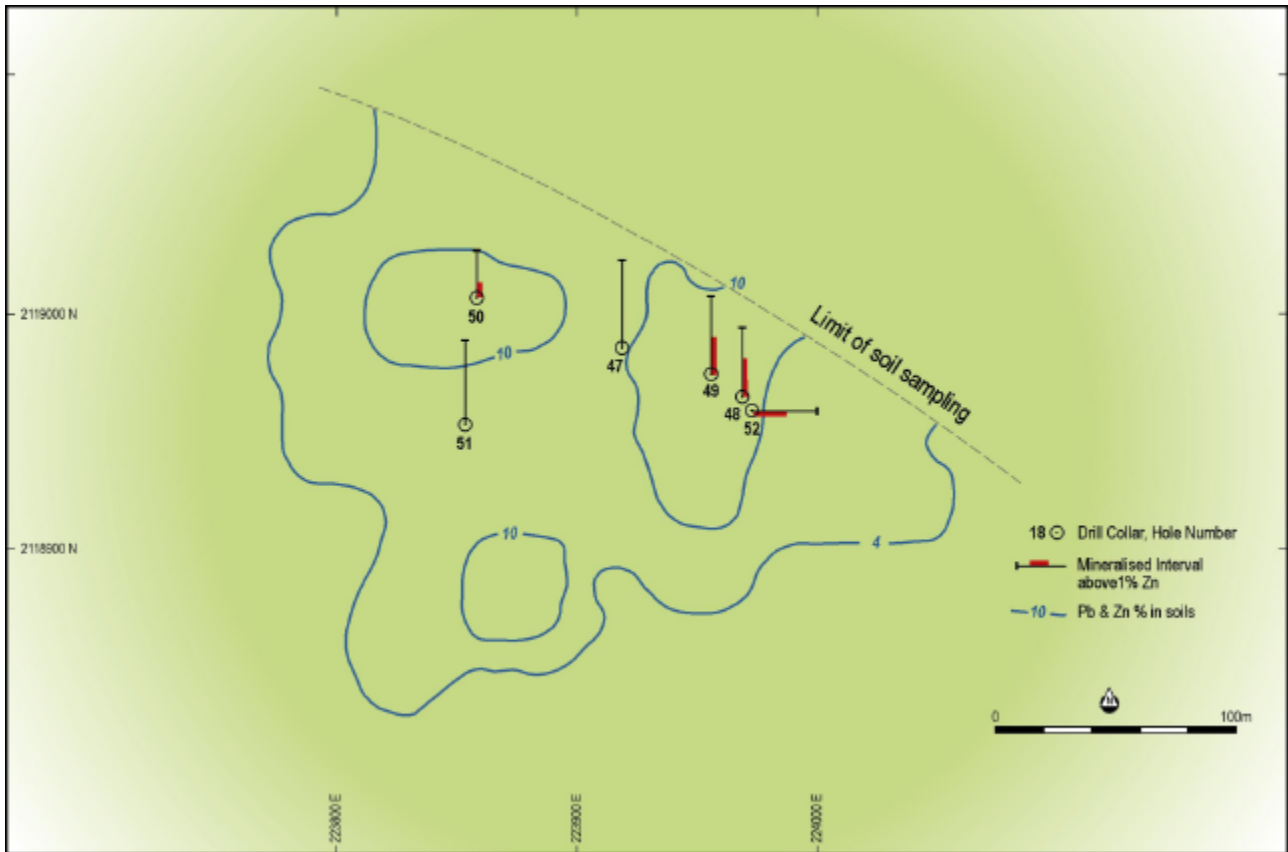 10
Limit of soil sampling
2119000 N
50
10
47
49
48
52
51
18 Drill Collar, Hole Number
2118900 N
10
4
Mineralised Interval
above1% Zn
10 Pb & Zn % in soils
0 100m
223800 E
223900 E
224000 E